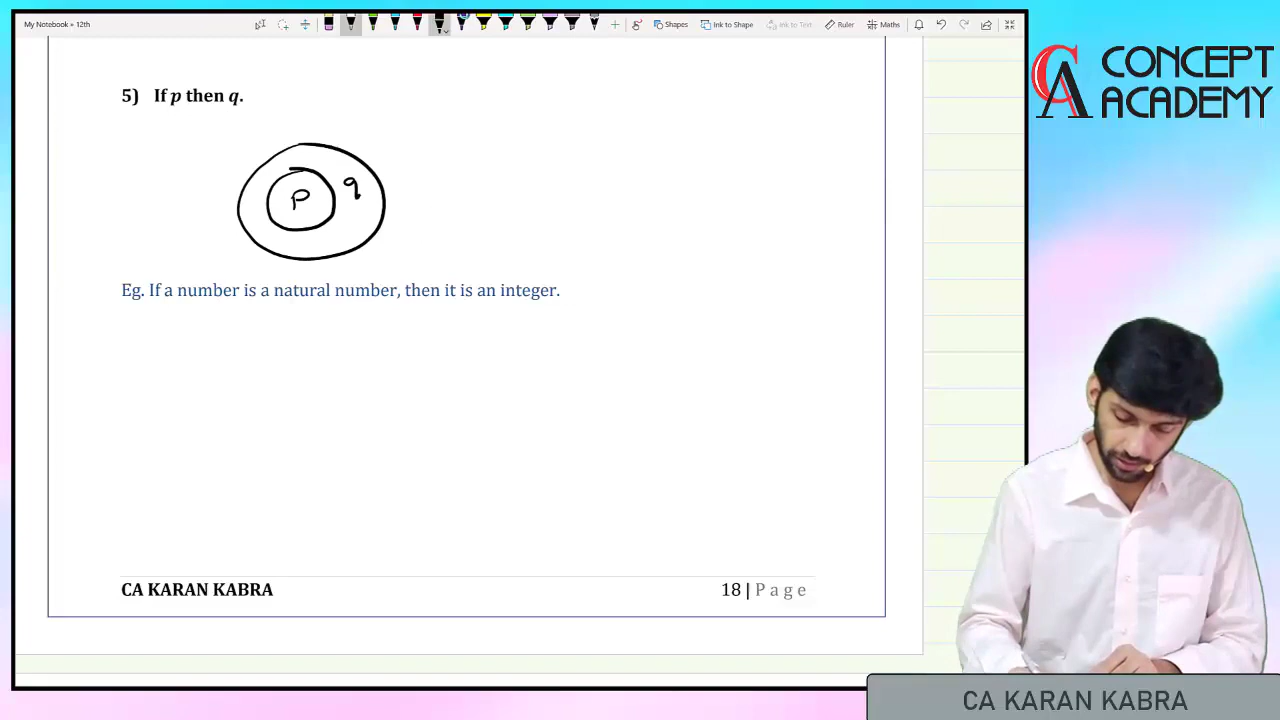 My Notebook » 12th
Shapes
Ink to Shape
Ink to Text
Ruler
Maths
CONCEPT
ACADEMY
5) If p then q.
P
q
Eg. If a number is a natural number, then it is an integer.
CA KARAN KABRA
18 | P a g e
CA KARAN KABRA